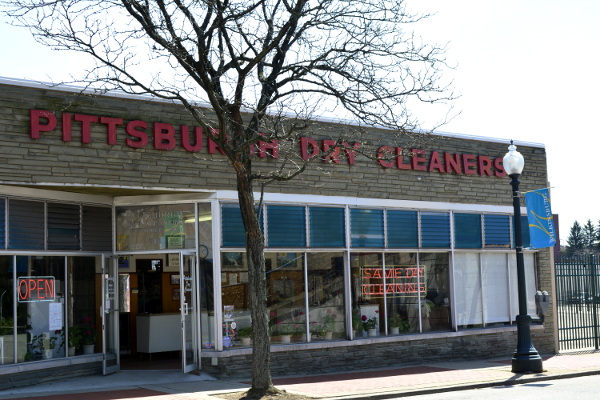 PITTSBURGH DRY CLEANERS
OPEN
SAME DAY
CLEANING